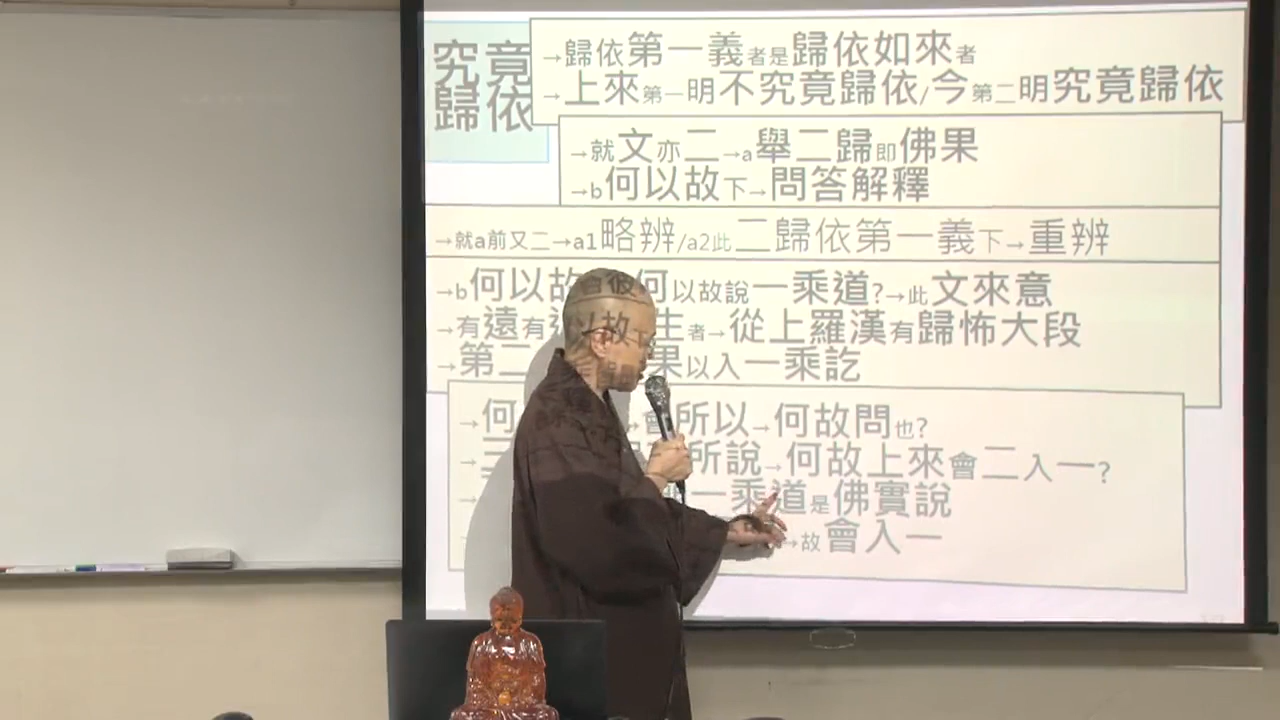 究竟
歸依
→歸依第一義者是歸依如來者
→上來第一明不究竟歸依/今第二明究竟歸依
→就文亦二→a舉二歸即佛果
→b何以故下→問答解釋
→就a前又二→a1略辨/a2此二歸依第一義下→重辨
→b何以故 何以故說一乘道?→此文來意
→有遠有 生者→從上羅漢有歸怖大段
→第二 果以入一乘訖
→何 會所以→何故問也?
→三 所說→何故上來會二入一?
一乘道是佛實說
→故會入一